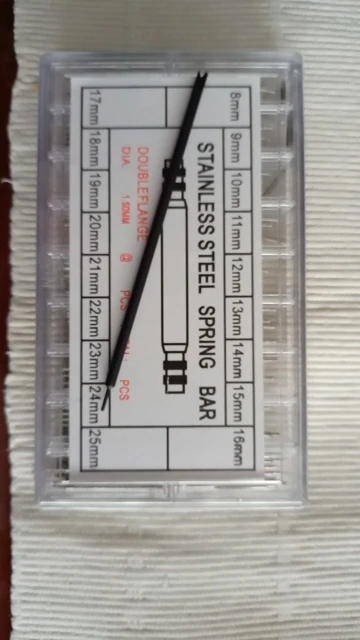 8mm 9mm 10mm 11mm 12mm 13mm 14mm 15mm 16mm
STAINLESS STEEL SPRING BAR
DOUBLEFLANGE
DIA. 1.50MM @ PCS PCS
17mm 18mm 19mm 20mm 21mm 22mm 23mm 24mm 25mm